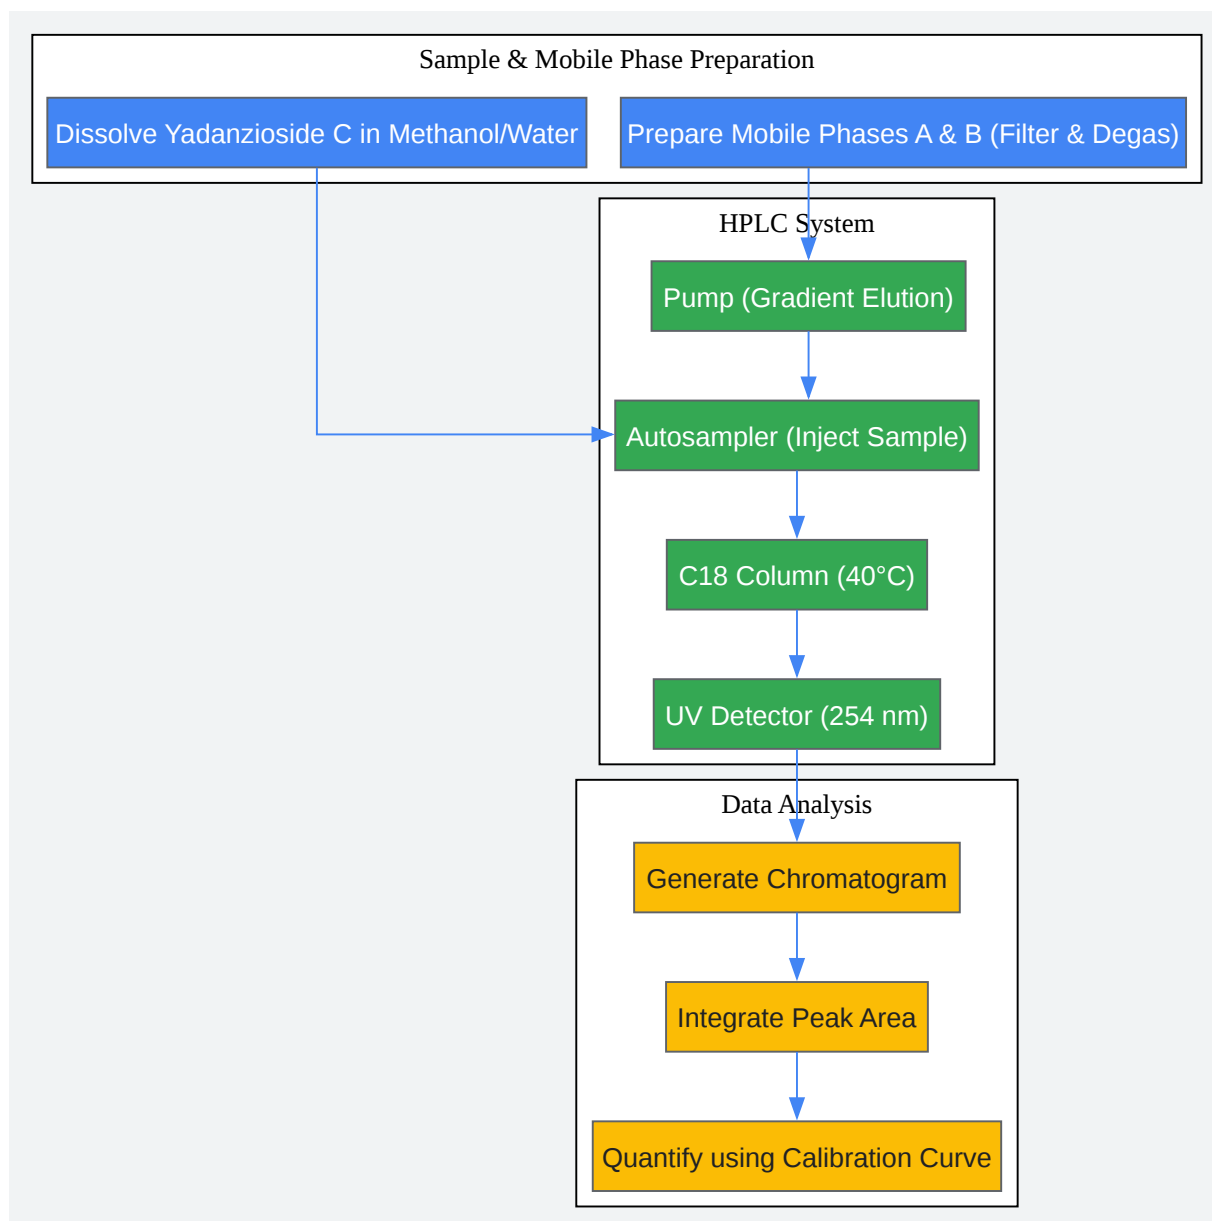 Sample & Mobile Phase Preparation
Dissolve Yadanzioside C in Methanol/Water
Prepare Mobile Phases A & B (Filter & Degas)
HPLC System
Pump (Gradient Elution)
Autosampler (Inject Sample)
C18 Column (40°C)
UV Detector (254 nm)
Data Analysis
Generate Chromatogram
Integrate Peak Area
Quantify using Calibration Curve